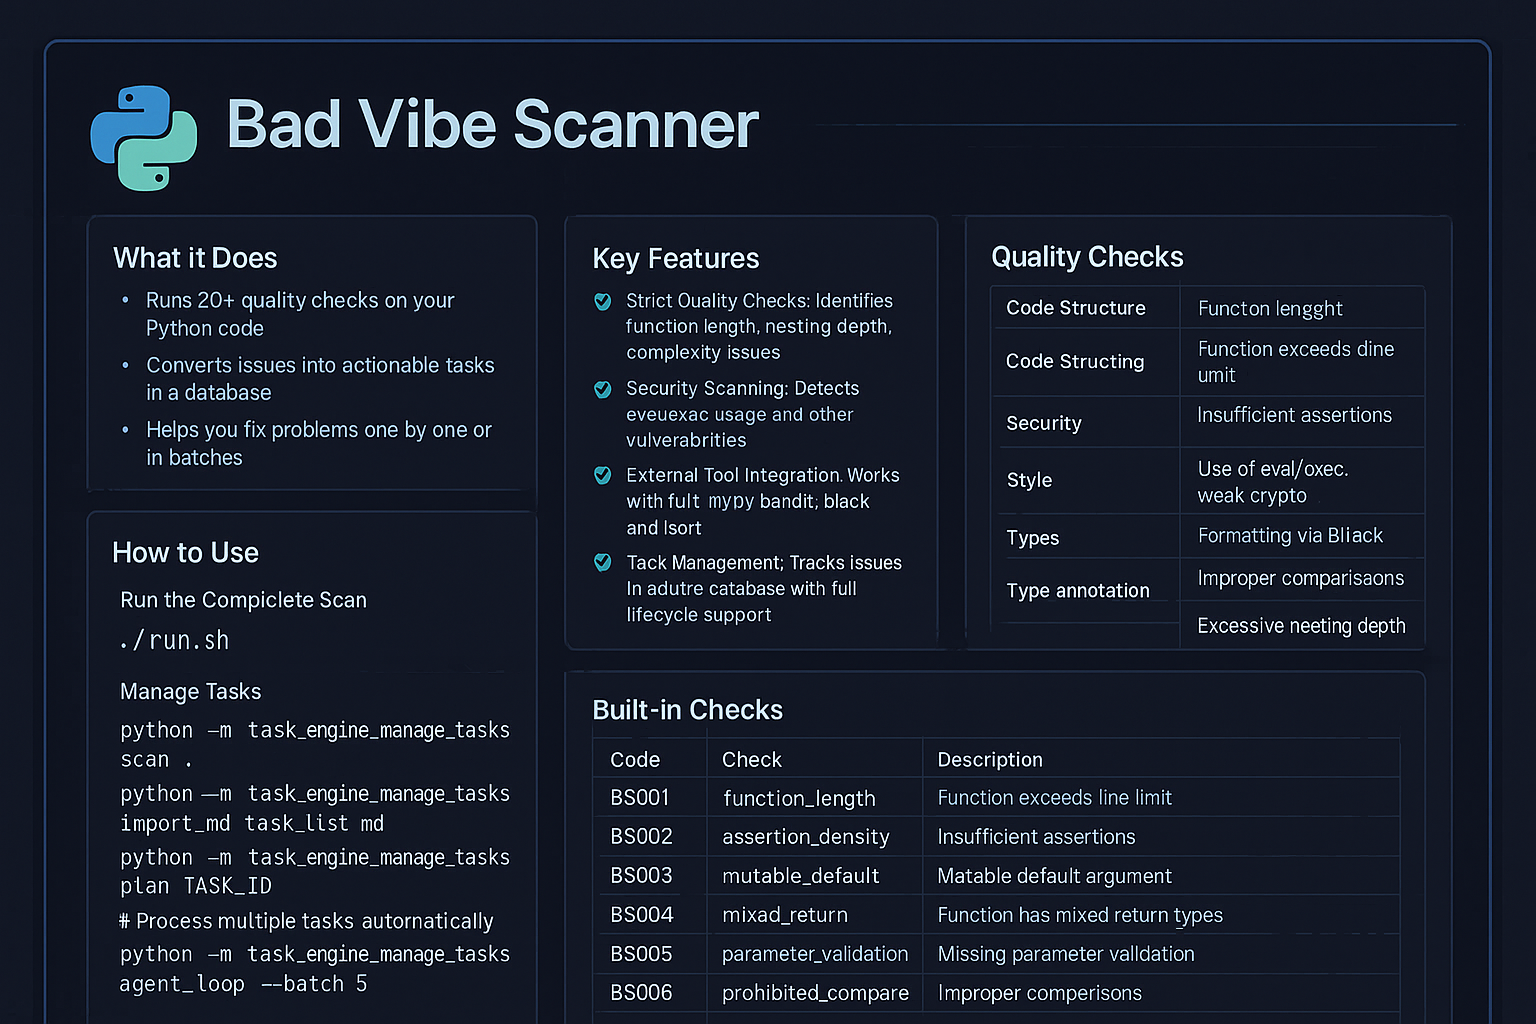 Bad Vibe Scanner
What it Does
• Runs 20+ quality checks on your
Python code
• Converts issues into actionable tasks
in a database
• Helps you fix problems one by one or
in batches
How to Use
Run the Compiclete Scan
./run.sh
Manage Tasks
python –m task_engine_manage_tasks
scan .
python —m task_engine_manage_tasks
import_md task_list md
python –m task_engine_manage_tasks
plan TASK_ID
# Process multiple tasks autornatically
python –m task_engine_manage_tasks
agent_loop --batch 5
Key Features
Strict Ouality Checks: Identifies
function length, nesting depth,
complexity issues
Security Scanning: Detects
eveuexac usage and other
vulverabrities
External Tool Integration. Works
with fult mypy bandit; black
and lsort
Tack Management; Tracks issues
In adutre catabase with full
lifecycle support
Quality Checks
Code Structure
Functon lengght
Code Structing
Function exceeds dine
umit
Security
Insufficient assertions
Style
Use of eval/oxec.
weak crypto
Types
Formatting via Bliack
Type annotation
Improper comparisaons
Excessive neeting depth
Built-in Checks
Code Check Description
BS001 function_length Function exceeds line limit
BS002 assertion_density Insufficient assertions
BS003 mutable_default Matable default argument
BS004 mixad_return Function has mixed return types
BS005 parameter_validation Missing parameter valldation
BS006 prohibited_compare Improper comperisons